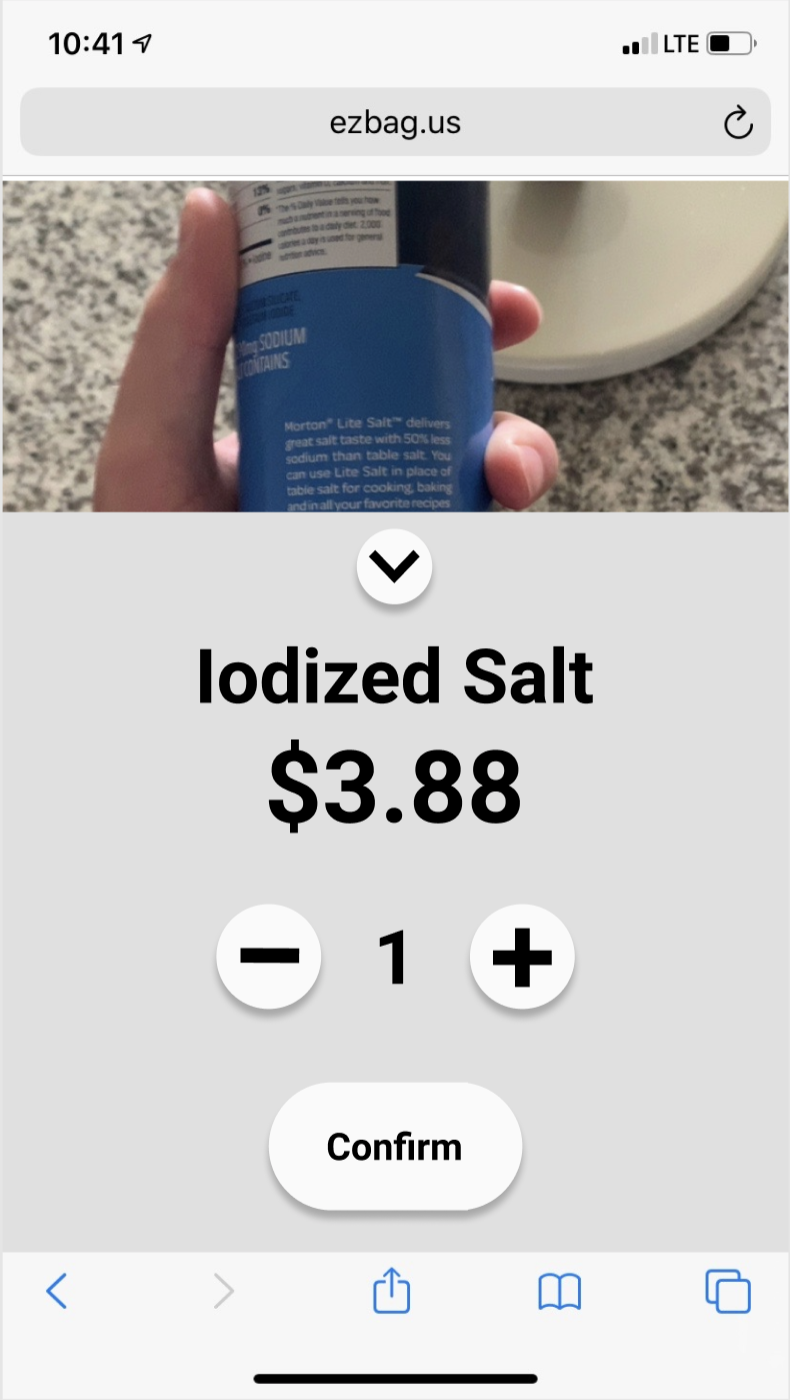 10:41
LTE
ezbag.us
12%
0%
*The % Daily Value tells you how
much a nutrient in a serving of food
contributes to a daily diet. 2,000
calories a day is used for general
nutrition advice.
SODIUM
CONTAINS
Morton® Lite Salt™ delivers
great salt taste with 50% less
sodium than table salt. You
can use Lite Salt in place of
table salt for cooking, baking
and in all your favorite recipes
Iodized Salt
$3.88
1
Confirm